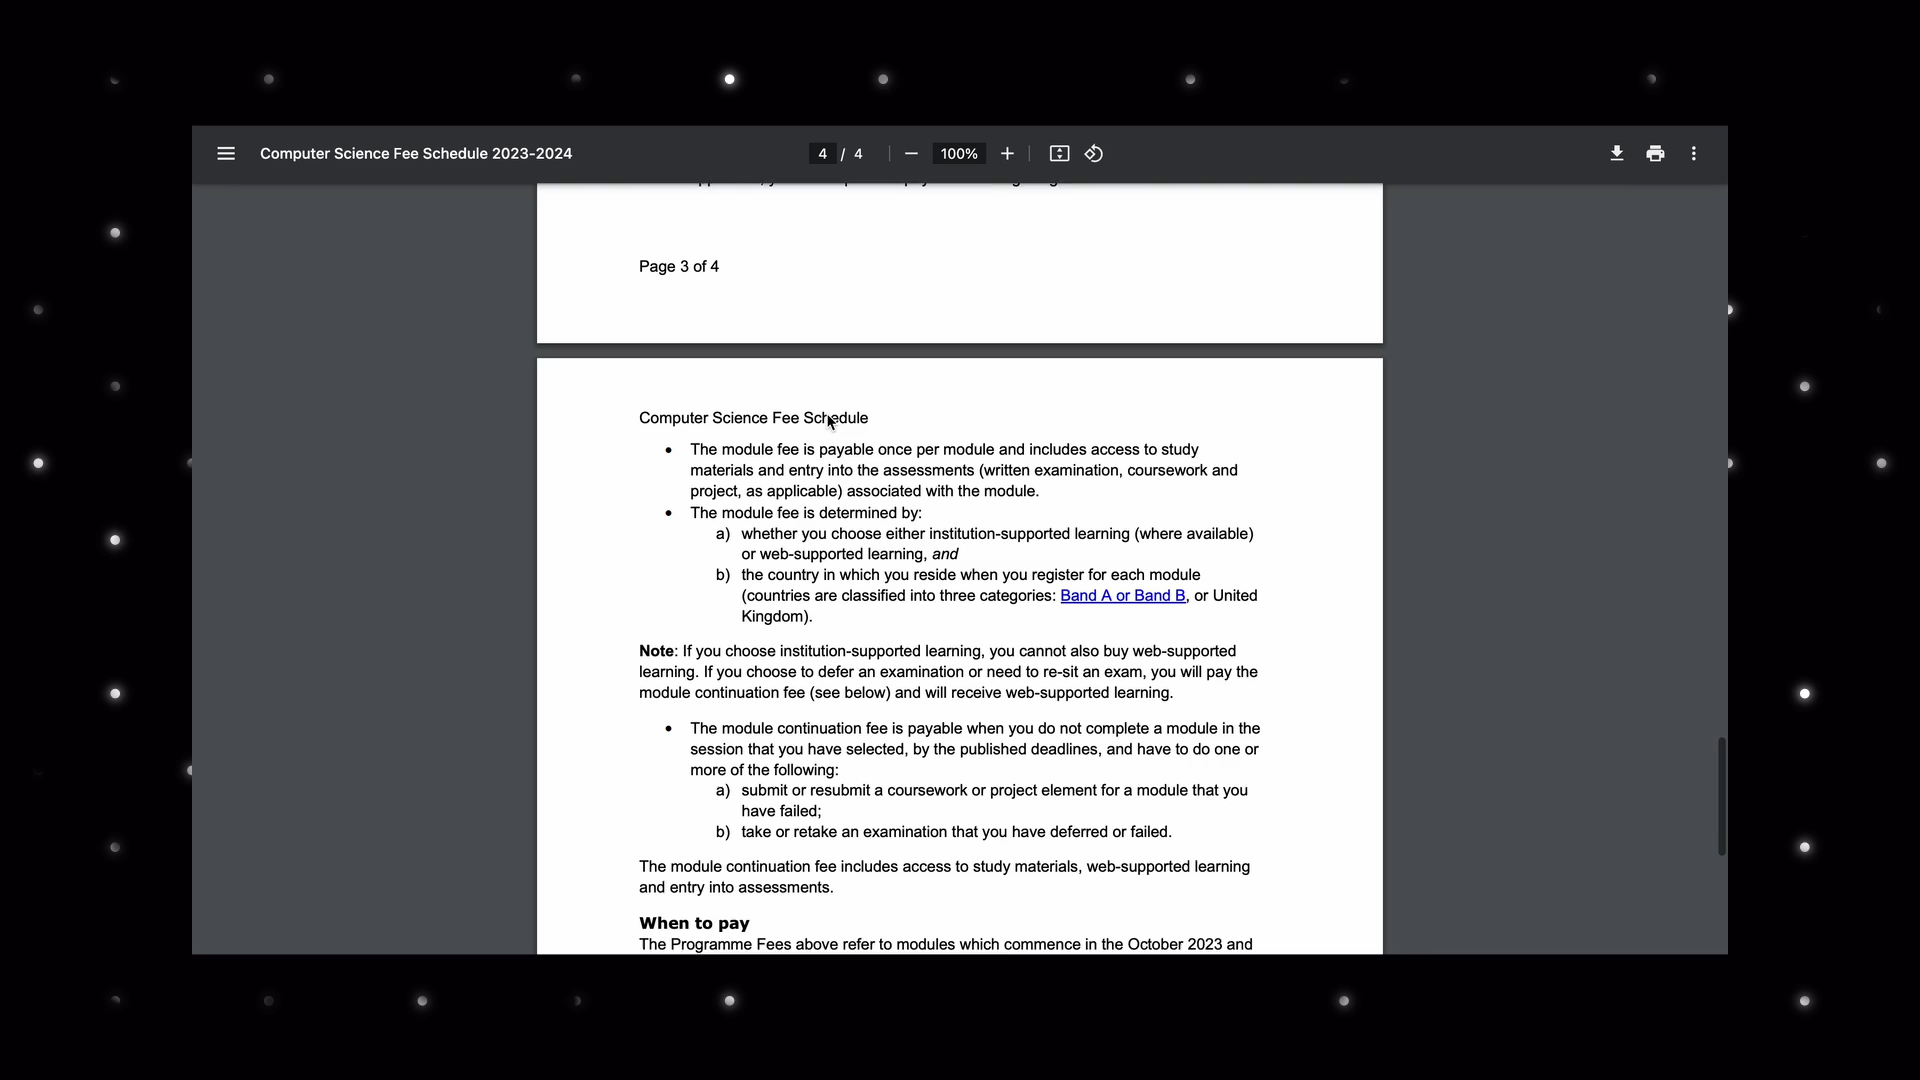 Computer Science Fee Schedule 2023-2024
4 / 4
100%
Page 3 of 4
Computer Science Fee Schedule
• The module fee is payable once per module and includes access to study
materials and entry into the assessments (written examination, coursework and
project, as applicable) associated with the module.
• The module fee is determined by:
a) whether you choose either institution-supported learning (where available)
or web-supported learning, and
b) the country in which you reside when you register for each module
(countries are classified into three categories: Band A or Band B, or United
Kingdom).
Note: If you choose institution-supported learning, you cannot also buy web-supported
learning. If you choose to defer an examination or need to re-sit an exam, you will pay the
module continuation fee (see below) and will receive web-supported learning.
• The module continuation fee is payable when you do not complete a module in the
session that you have selected, by the published deadlines, and have to do one or
more of the following:
a) submit or resubmit a coursework or project element for a module that you
have failed;
b) take or retake an examination that you have deferred or failed.
The module continuation fee includes access to study materials, web-supported learning
and entry into assessments.
When to pay
The Programme Fees above refer to modules which commence in the October 2023 and